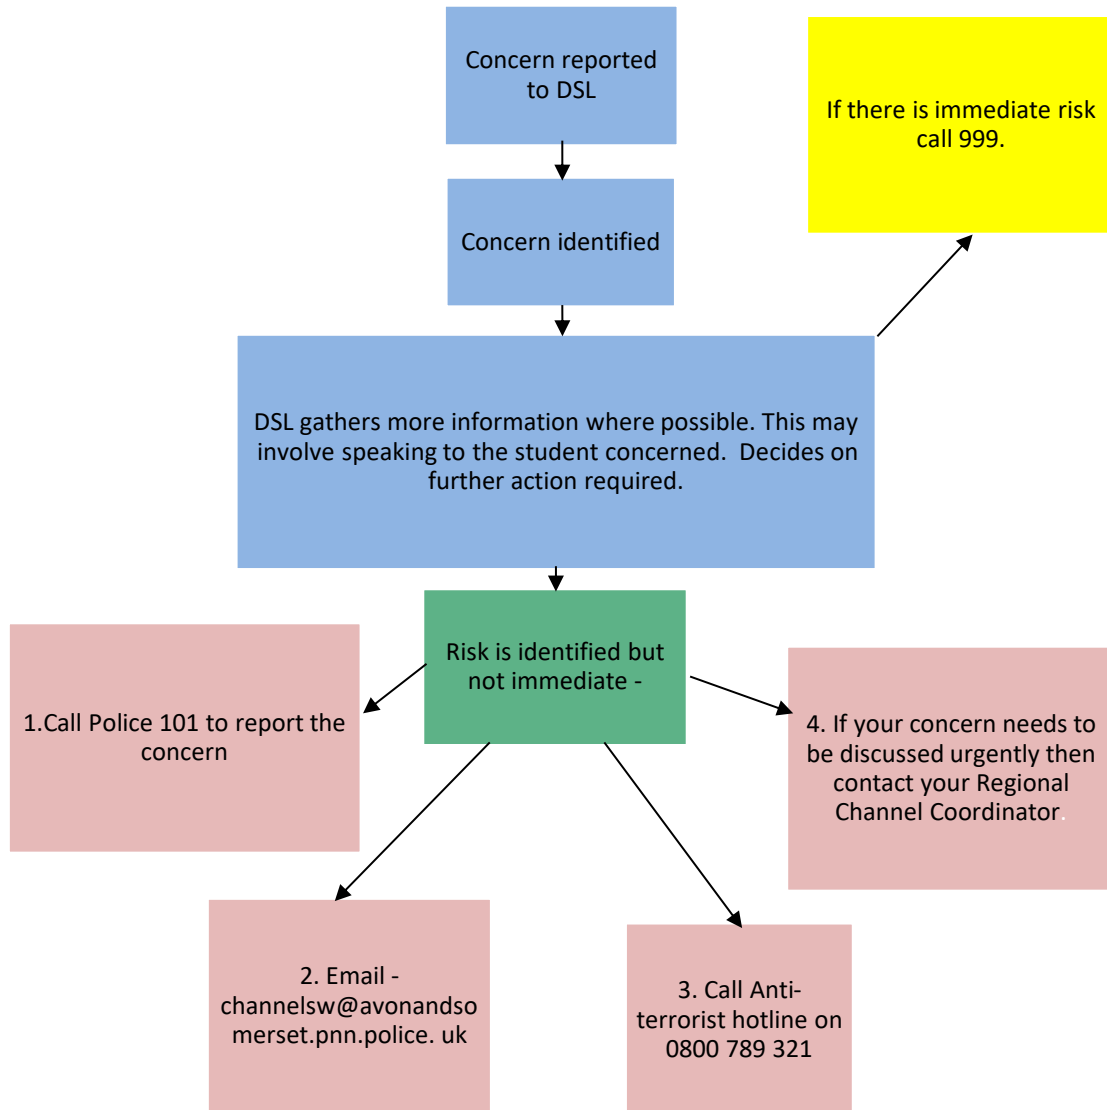 Concern reported
to DSL
If there is immediate risk
call 999.
Concern identified
DSL gathers more information where possible. This may
involve speaking to the student concerned.  Decides on
further action required.
Risk is identified but
not immediate -
1.Call Police 101 to report the
concern
4. If your concern needs to
be discussed urgently then
contact your Regional
Channel Coordinator.
2. Email -
channelsw@avonandso
merset.pnn.police. uk
3. Call Anti-
terrorist hotline on
0800 789 321